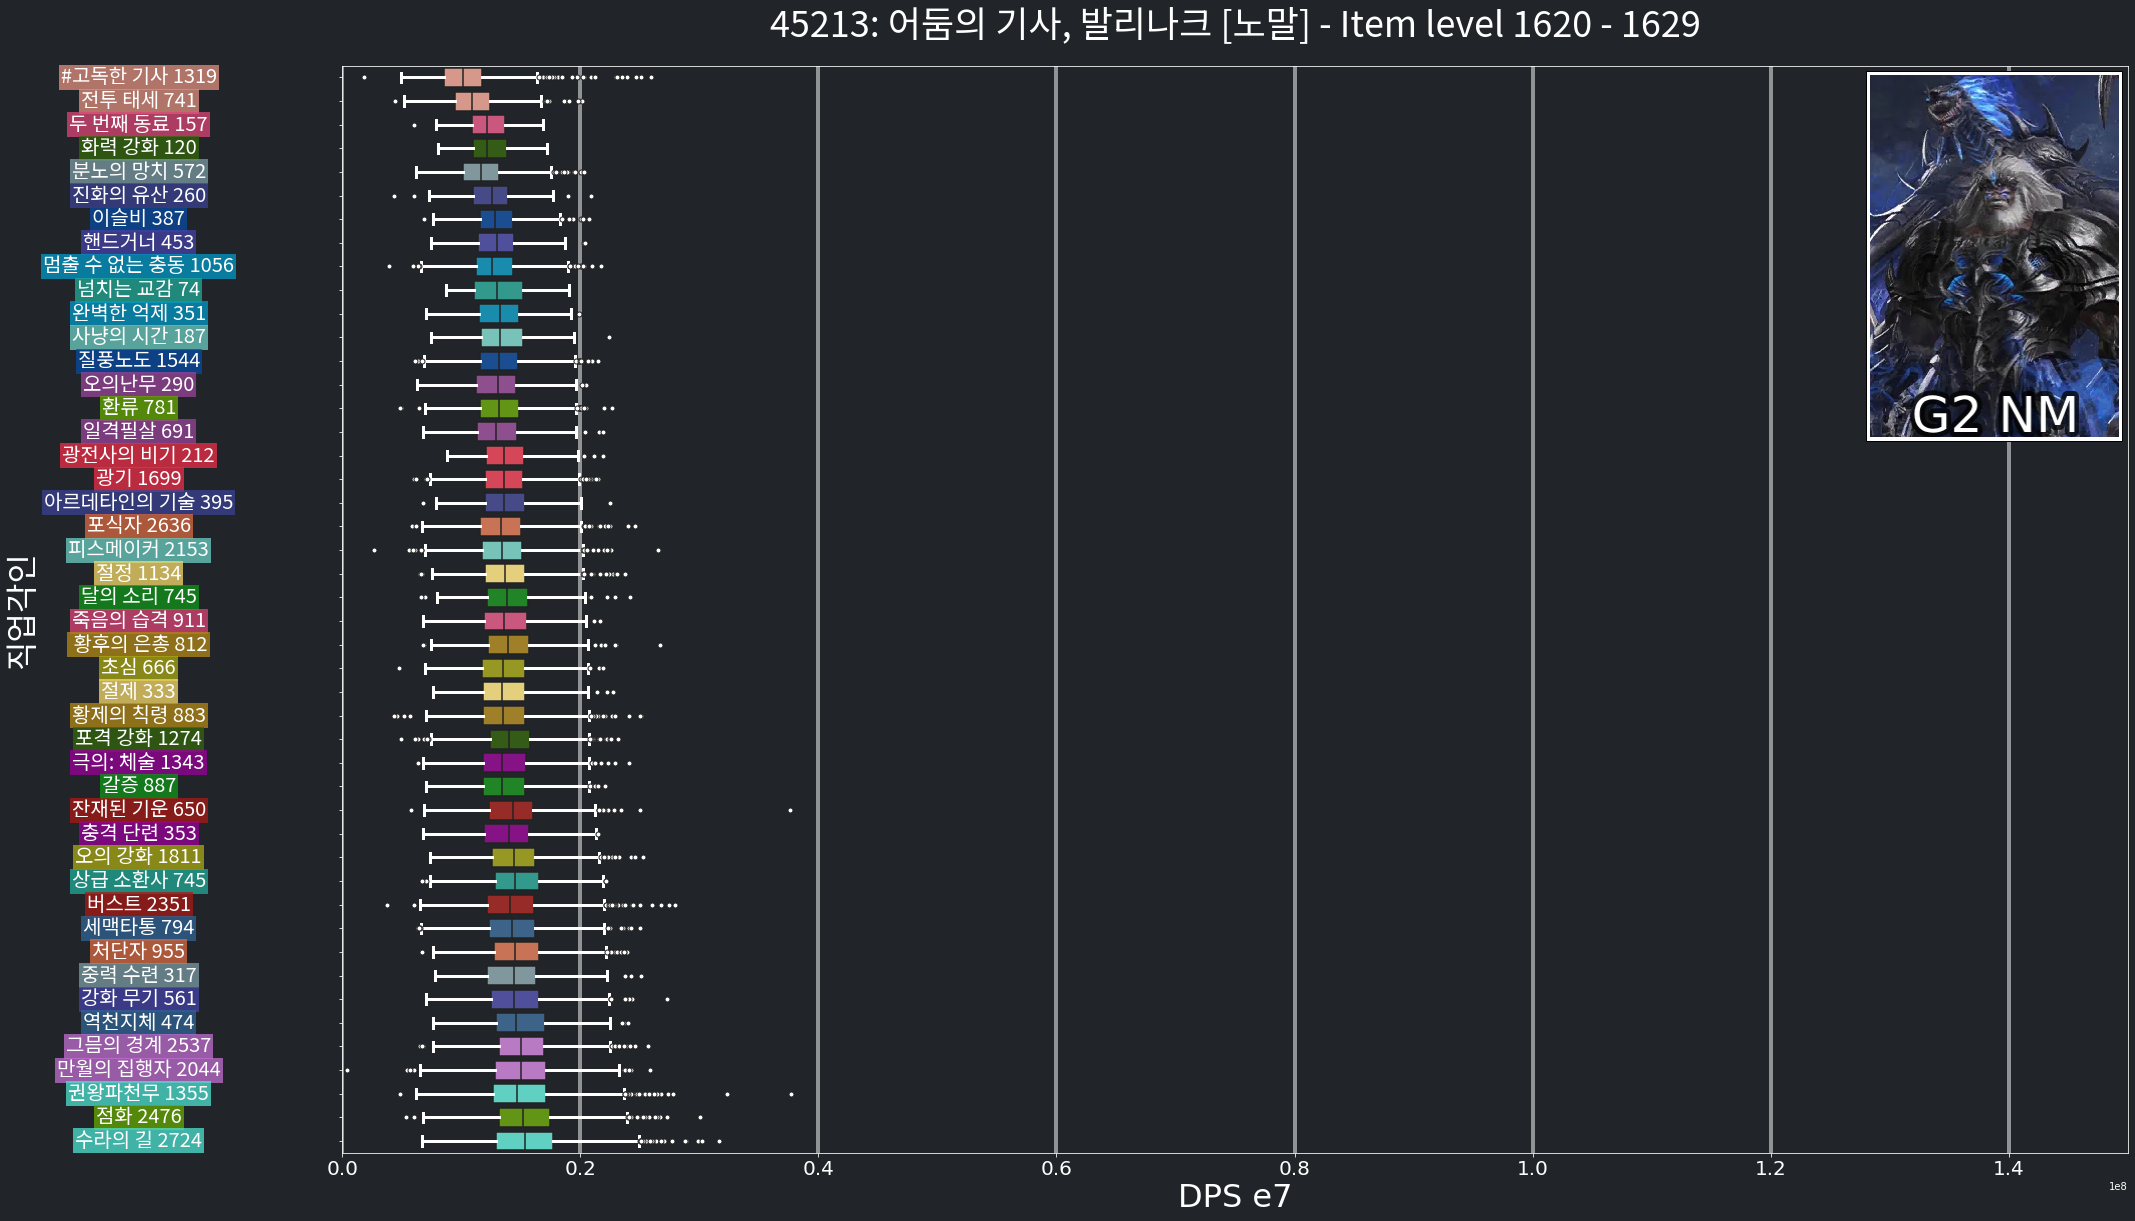 45213: 어둠의 기사, 발리나크 [노말] - Item level 1620 - 1629
#고독한 기사 1319
전투 태세 741
두 번째 동료 157
화력 강화 120
분노의 망치 572
진화의 유산 260
이슬비 387
핸드거너 453
멈출 수 없는 충동 1056
넘치는 교감 74
완벽한 억제 351
사냥의 시간 187
질풍노도 1544
오의난무 290
환류 781
일격필살 691
광전사의 비기 212
광기 1699
아르데타인의 기술 395
포식자 2636
피스메이커 2153
절정 1134
달의 소리 745
죽음의 습격 911
황후의 은총 812
초심 666
절제 333
황제의 칙령 883
포격 강화 1274
극의: 체술 1343
갈증 887
잔재된 기운 650
충격 단련 353
오의 강화 1811
상급 소환사 745
버스트 2351
세맥타통 794
처단자 955
중력 수련 317
강화 무기 561
역천지체 474
그믐의 경계 2537
만월의 집행자 2044
권왕파천무 1355
점화 2476
수라의 길 2724
직업각인
G2 NM
0.0 0.2 0.4 0.6 0.8 1.0 1.2 1.4
1e8
DPS e7